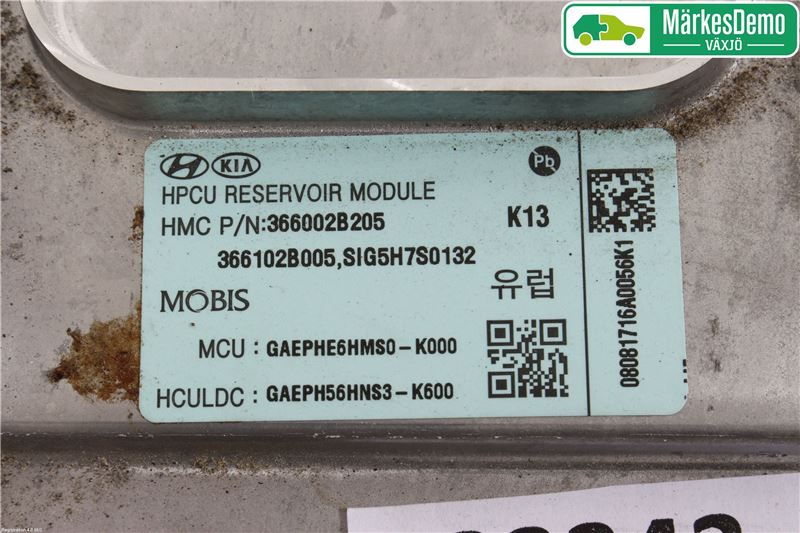 MärkesDemo
VÄXJÖ
KIA
Pb
HPCU RESERVOIR MODULE
HMC P/N:366002B205
K13
366102B005,SIG5H7S0132
MOBIS
유럽
MCU : GAEPHE6HMS0-K000
HCULDC : GAEPH56HNS3-K600
08081716A0056K1